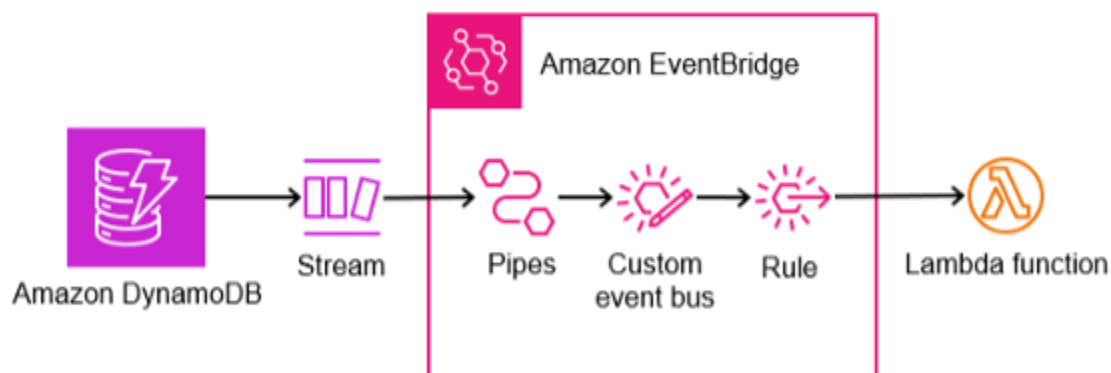 Amazon EventBridge
Amazon DynamoDB
Stream
Pipes
Custom
event bus
Rule
Lambda function